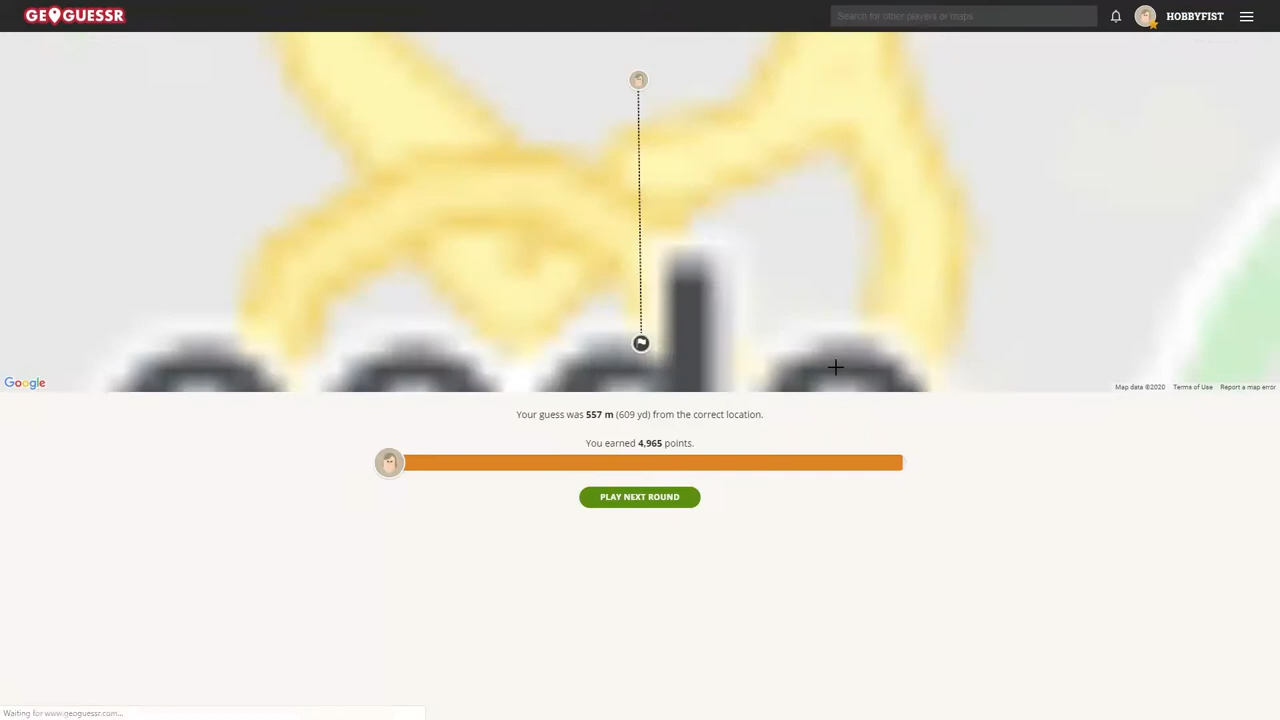 GEOGUESSR
Search for other players or maps
HOBBYFIST
Google
Map data ©2020 Terms of Use Report a map error
Your guess was 557 m (609 yd) from the correct location.
You earned 4,965 points.
PLAY NEXT ROUND
Waiting for www.geoguessr.com...